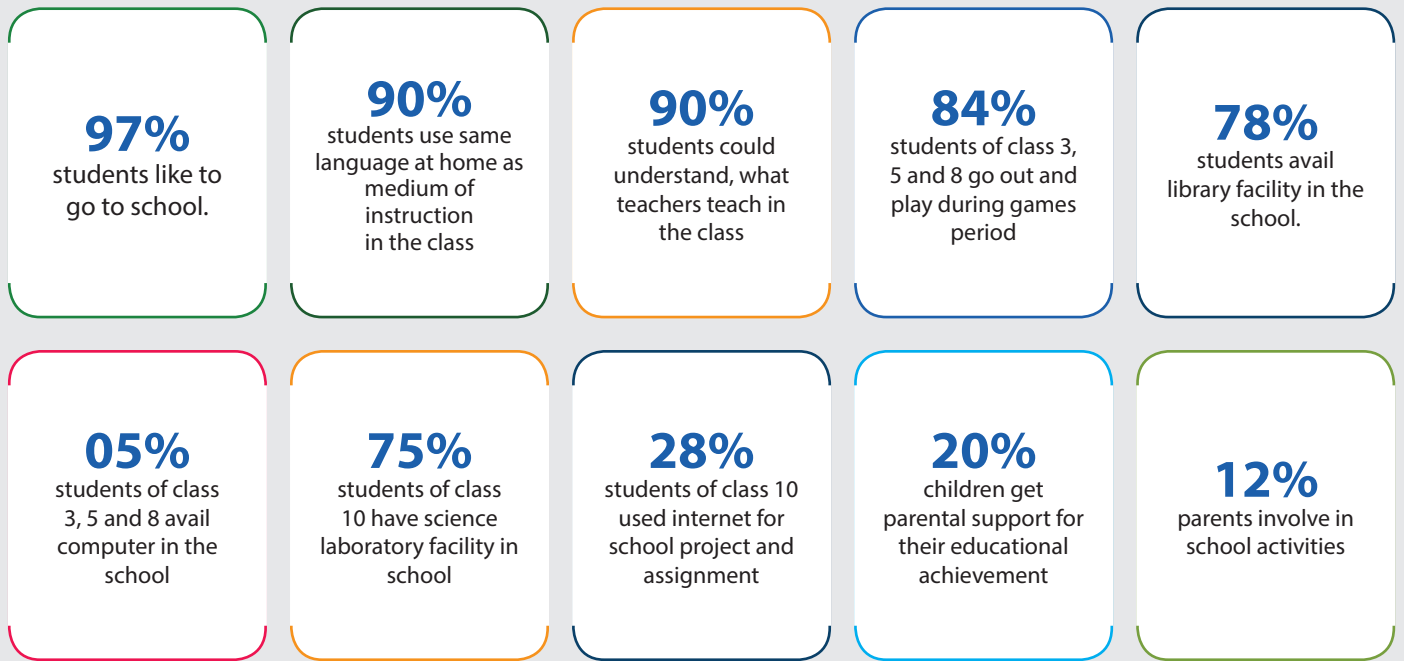 97%
students like to
go to school.
90%
students use same
language at home as
medium of
instruction
in the class
90%
students could
understand, what
teachers teach in
the class
84%
students of class 3,
5 and 8 go out and
play during games
period
78%
students avail
library facility in the
school.
05%
students of class
3, 5 and 8 avail
computer in the
school
75%
students of class
10 have science
laboratory facility in
school
28%
students of class 10
used internet for
school project and
assignment
20%
children get
parental support for
their educational
achievement
12%
parents involve in
school activities